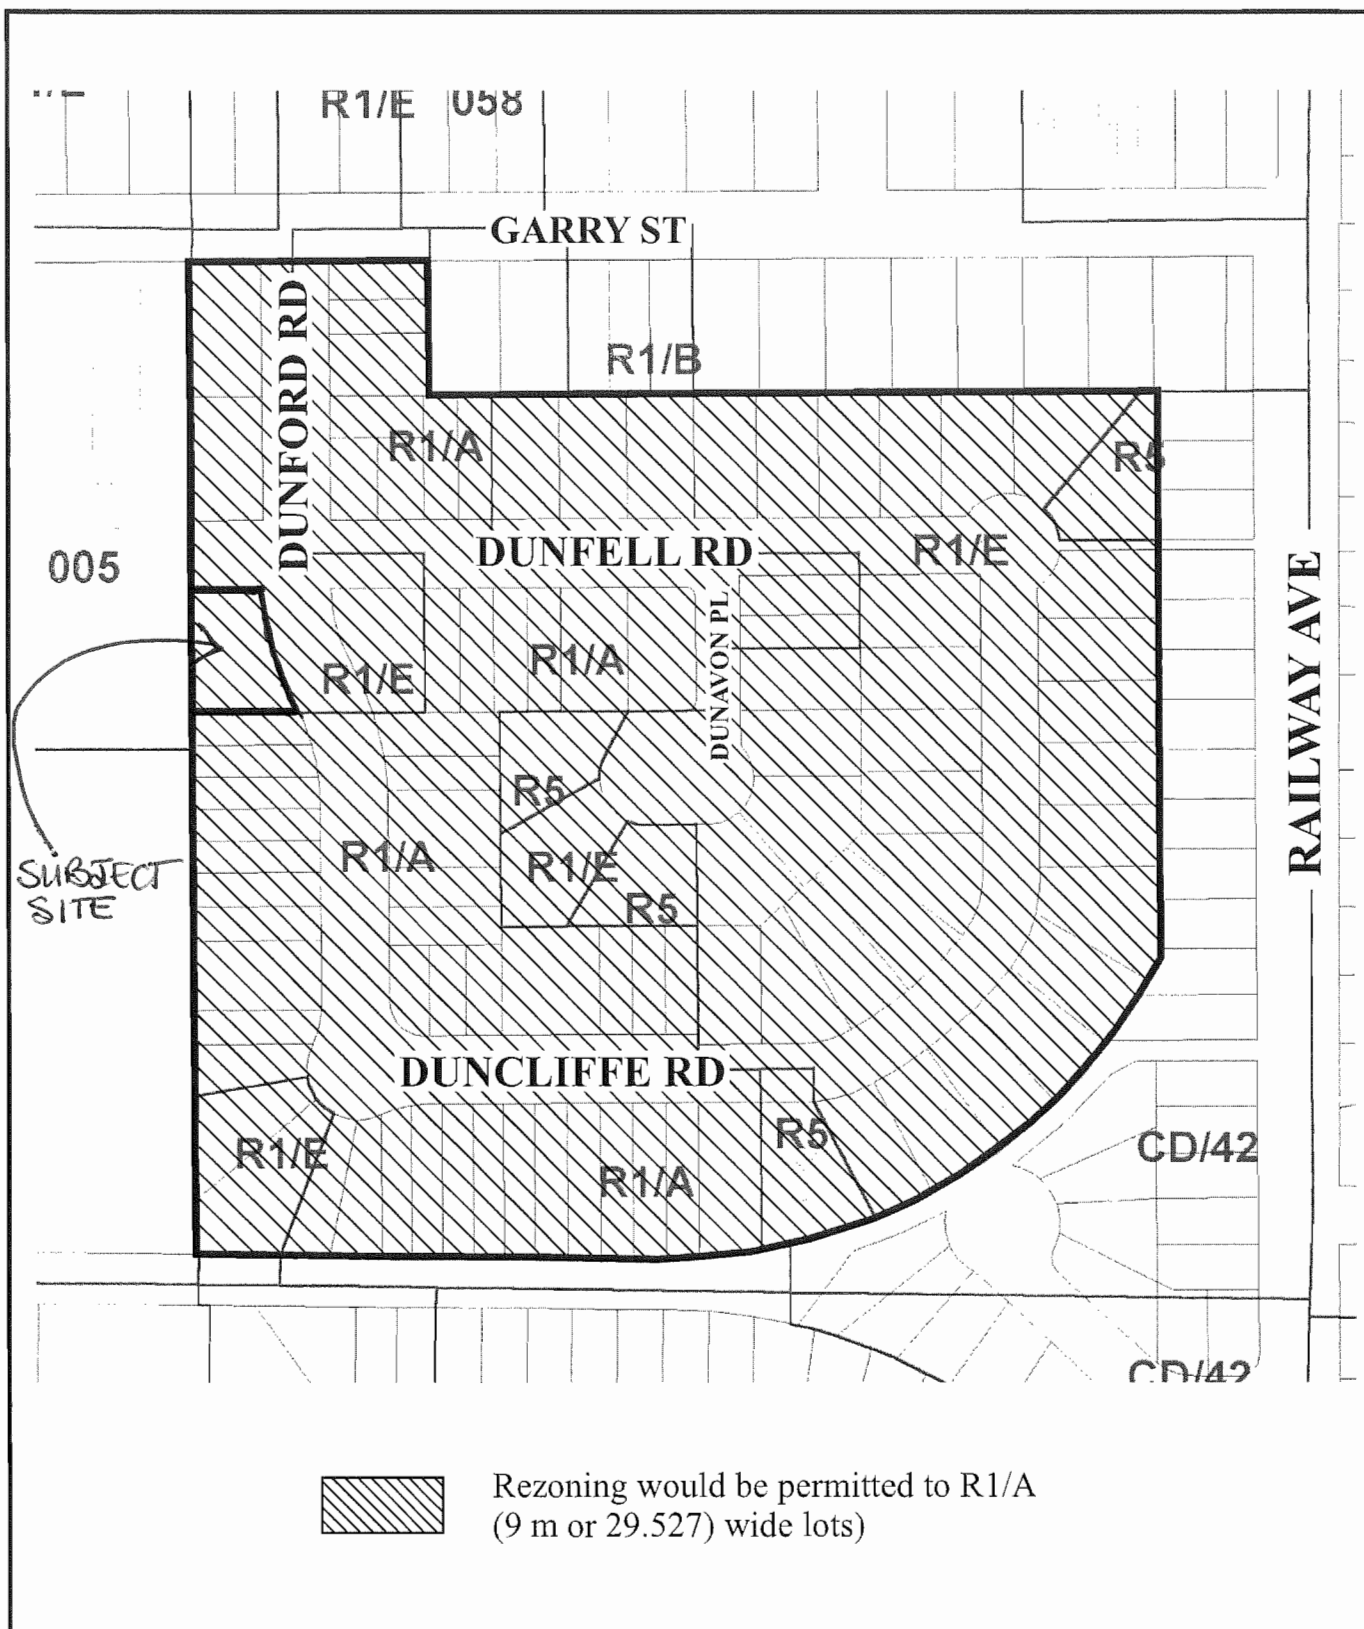 R1/E 058
GARRY ST
DUNFORD RD
R1/B
R1/A
R5
005
DUNFELL RD
R1/E
RAILWAY AVE
DUNAVON PL
R1/E
R1/A
R5
R1/A
R1/E
R5
SUBJECT
SITE
DUNCLIFFE RD
R1/E
R1/A
R5
CD/42
CD/42
Rezoning would be permitted to R1/A
(9 m or 29.527) wide lots)